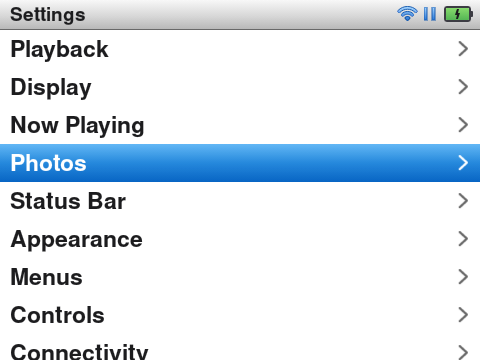 Settings
Playback
Display
Now Playing
Photos
Status Bar
Appearance
Menus
Controls
Connectivity